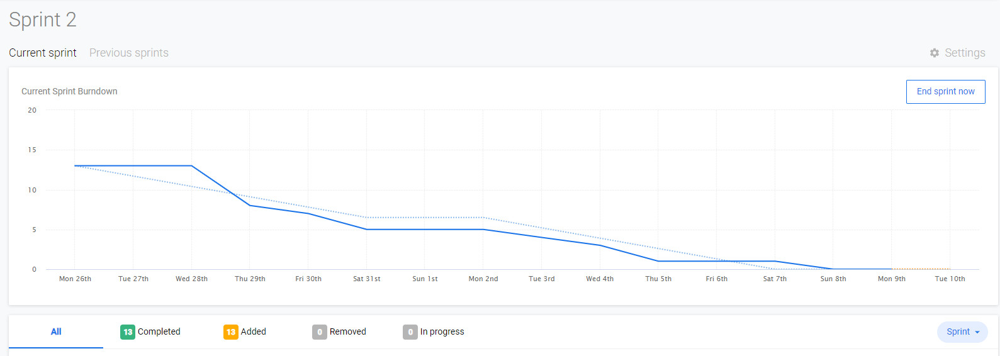 Sprint 2
Current sprint Previous sprints Settings
Current Sprint Burndown End sprint now
20
15
10
5
0
Mon 26th Tue 27th Wed 28th Thu 29th Fri 30th Sat 31st Sun 1st Mon 2nd Tue 3rd Wed 4th Thu 5th Fri 6th Sat 7th Sun 8th Mon 9th Tue 10th
All 13 Completed 13 Added 0 Removed 0 In progress Sprint